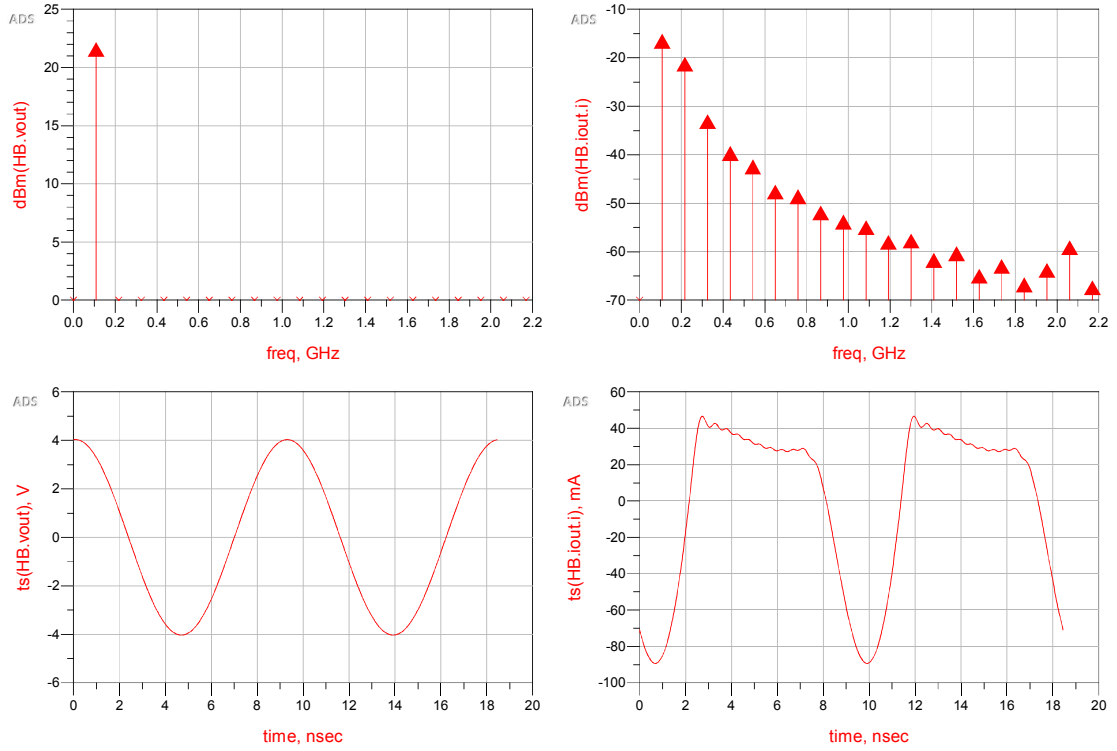 ADS
25
20
15
10
5
0
dBm(HB.vout)
0.0 0.2 0.4 0.6 0.8 1.0 1.2 1.4 1.6 1.8 2.0 2.2
freq, GHz
ADS
-10
-20
-30
-40
-50
-60
-70
dBm(HB.iout.i)
0.0 0.2 0.4 0.6 0.8 1.0 1.2 1.4 1.6 1.8 2.0 2.2
freq, GHz
ADS
6
4
2
0
-2
-4
-6
ts(HB.vout), V
0 2 4 6 8 10 12 14 16 18 20
time, nsec
ADS
60
40
20
0
-20
-40
-60
-80
-100
ts(HB.iout.i), mA
0 2 4 6 8 10 12 14 16 18 20
time, nsec